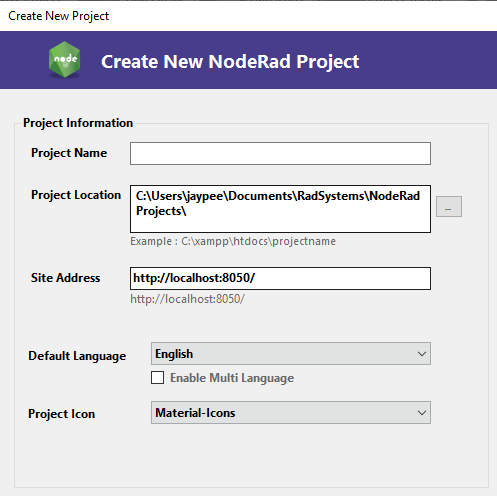 Create New Project
node
Create New NodeRad Project
Project Information
Project Name
Project Location
C:\Users\jaypee\Documents\RadSystems\NodeRad
Projects\
..
Example : C:\xampp\htdocs\projectname
Site Address
http://localhost:8050/
http://localhost:8050/
Default Language
English
Enable Multi Language
Project Icon
Material-Icons